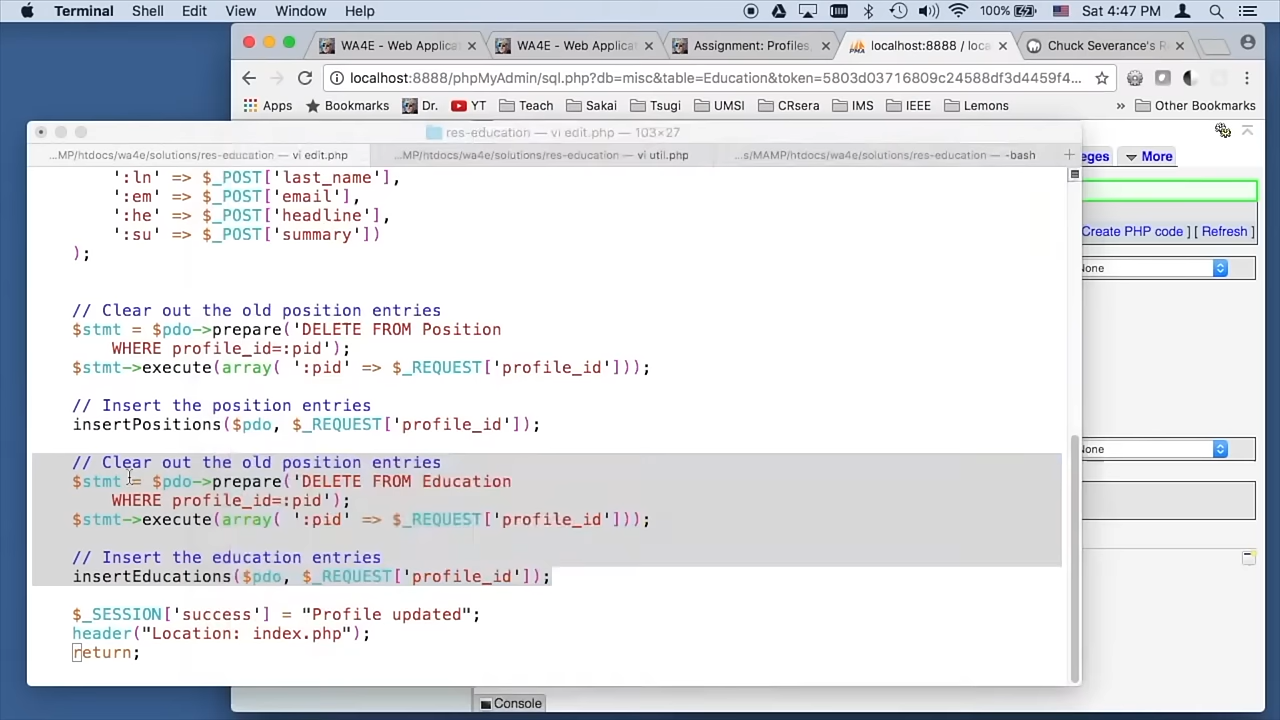 Terminal Shell Edit View Window Help 100% Sat 4:47 PM
WA4E - Web Applicat WA4E - Web Applicat Assignment: Profiles, localhost:8888 / loca Chuck Severance's R
localhost:8888/phpMyAdmin/sql.php?db=misc&table=Education&token=5803d03716809c24588df3d4459f4...
Apps Bookmarks Dr. YT Teach Sakai Tsugi UMSI CRsera IMS IEEE Lemons » Other Bookmarks
res-education — vi edit.php — 103×27
...MP/htdocs/wa4e/solutions/res-education — vi edit.php ...MP/htdocs/wa4e/solutions/res-education — vi util.php ...s/MAMP/htdocs/wa4e/solutions/res-education — -bash
eges More
':ln' => $_POST['last_name'],
':em' => $_POST['email'],
':he' => $_POST['headline'],
':su' => $_POST['summary'])
);
Create PHP code ] [ Refresh ]
None
// Clear out the old position entries
$stmt = $pdo->prepare('DELETE FROM Position
WHERE profile_id=:pid');
$stmt->execute(array( ':pid' => $_REQUEST['profile_id']));
// Insert the position entries
insertPositions($pdo, $_REQUEST['profile_id']);
None
// Clear out the old position entries
$stmt = $pdo->prepare('DELETE FROM Education
WHERE profile_id=:pid');
$stmt->execute(array( ':pid' => $_REQUEST['profile_id']));
// Insert the education entries
insertEducations($pdo, $_REQUEST['profile_id']);
$_SESSION['success'] = "Profile updated";
header("Location: index.php");
return;
Console